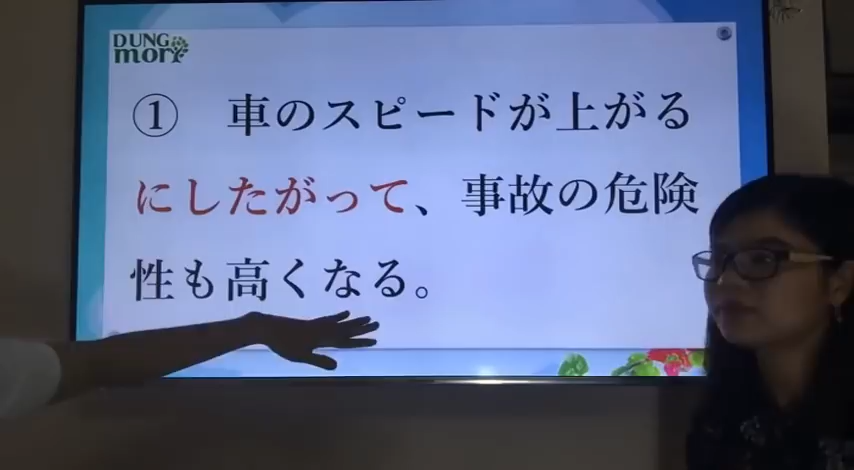 DUNG
mori
① 車のスピードが上がる
にしたがって、事故の危険
性も高くなる。